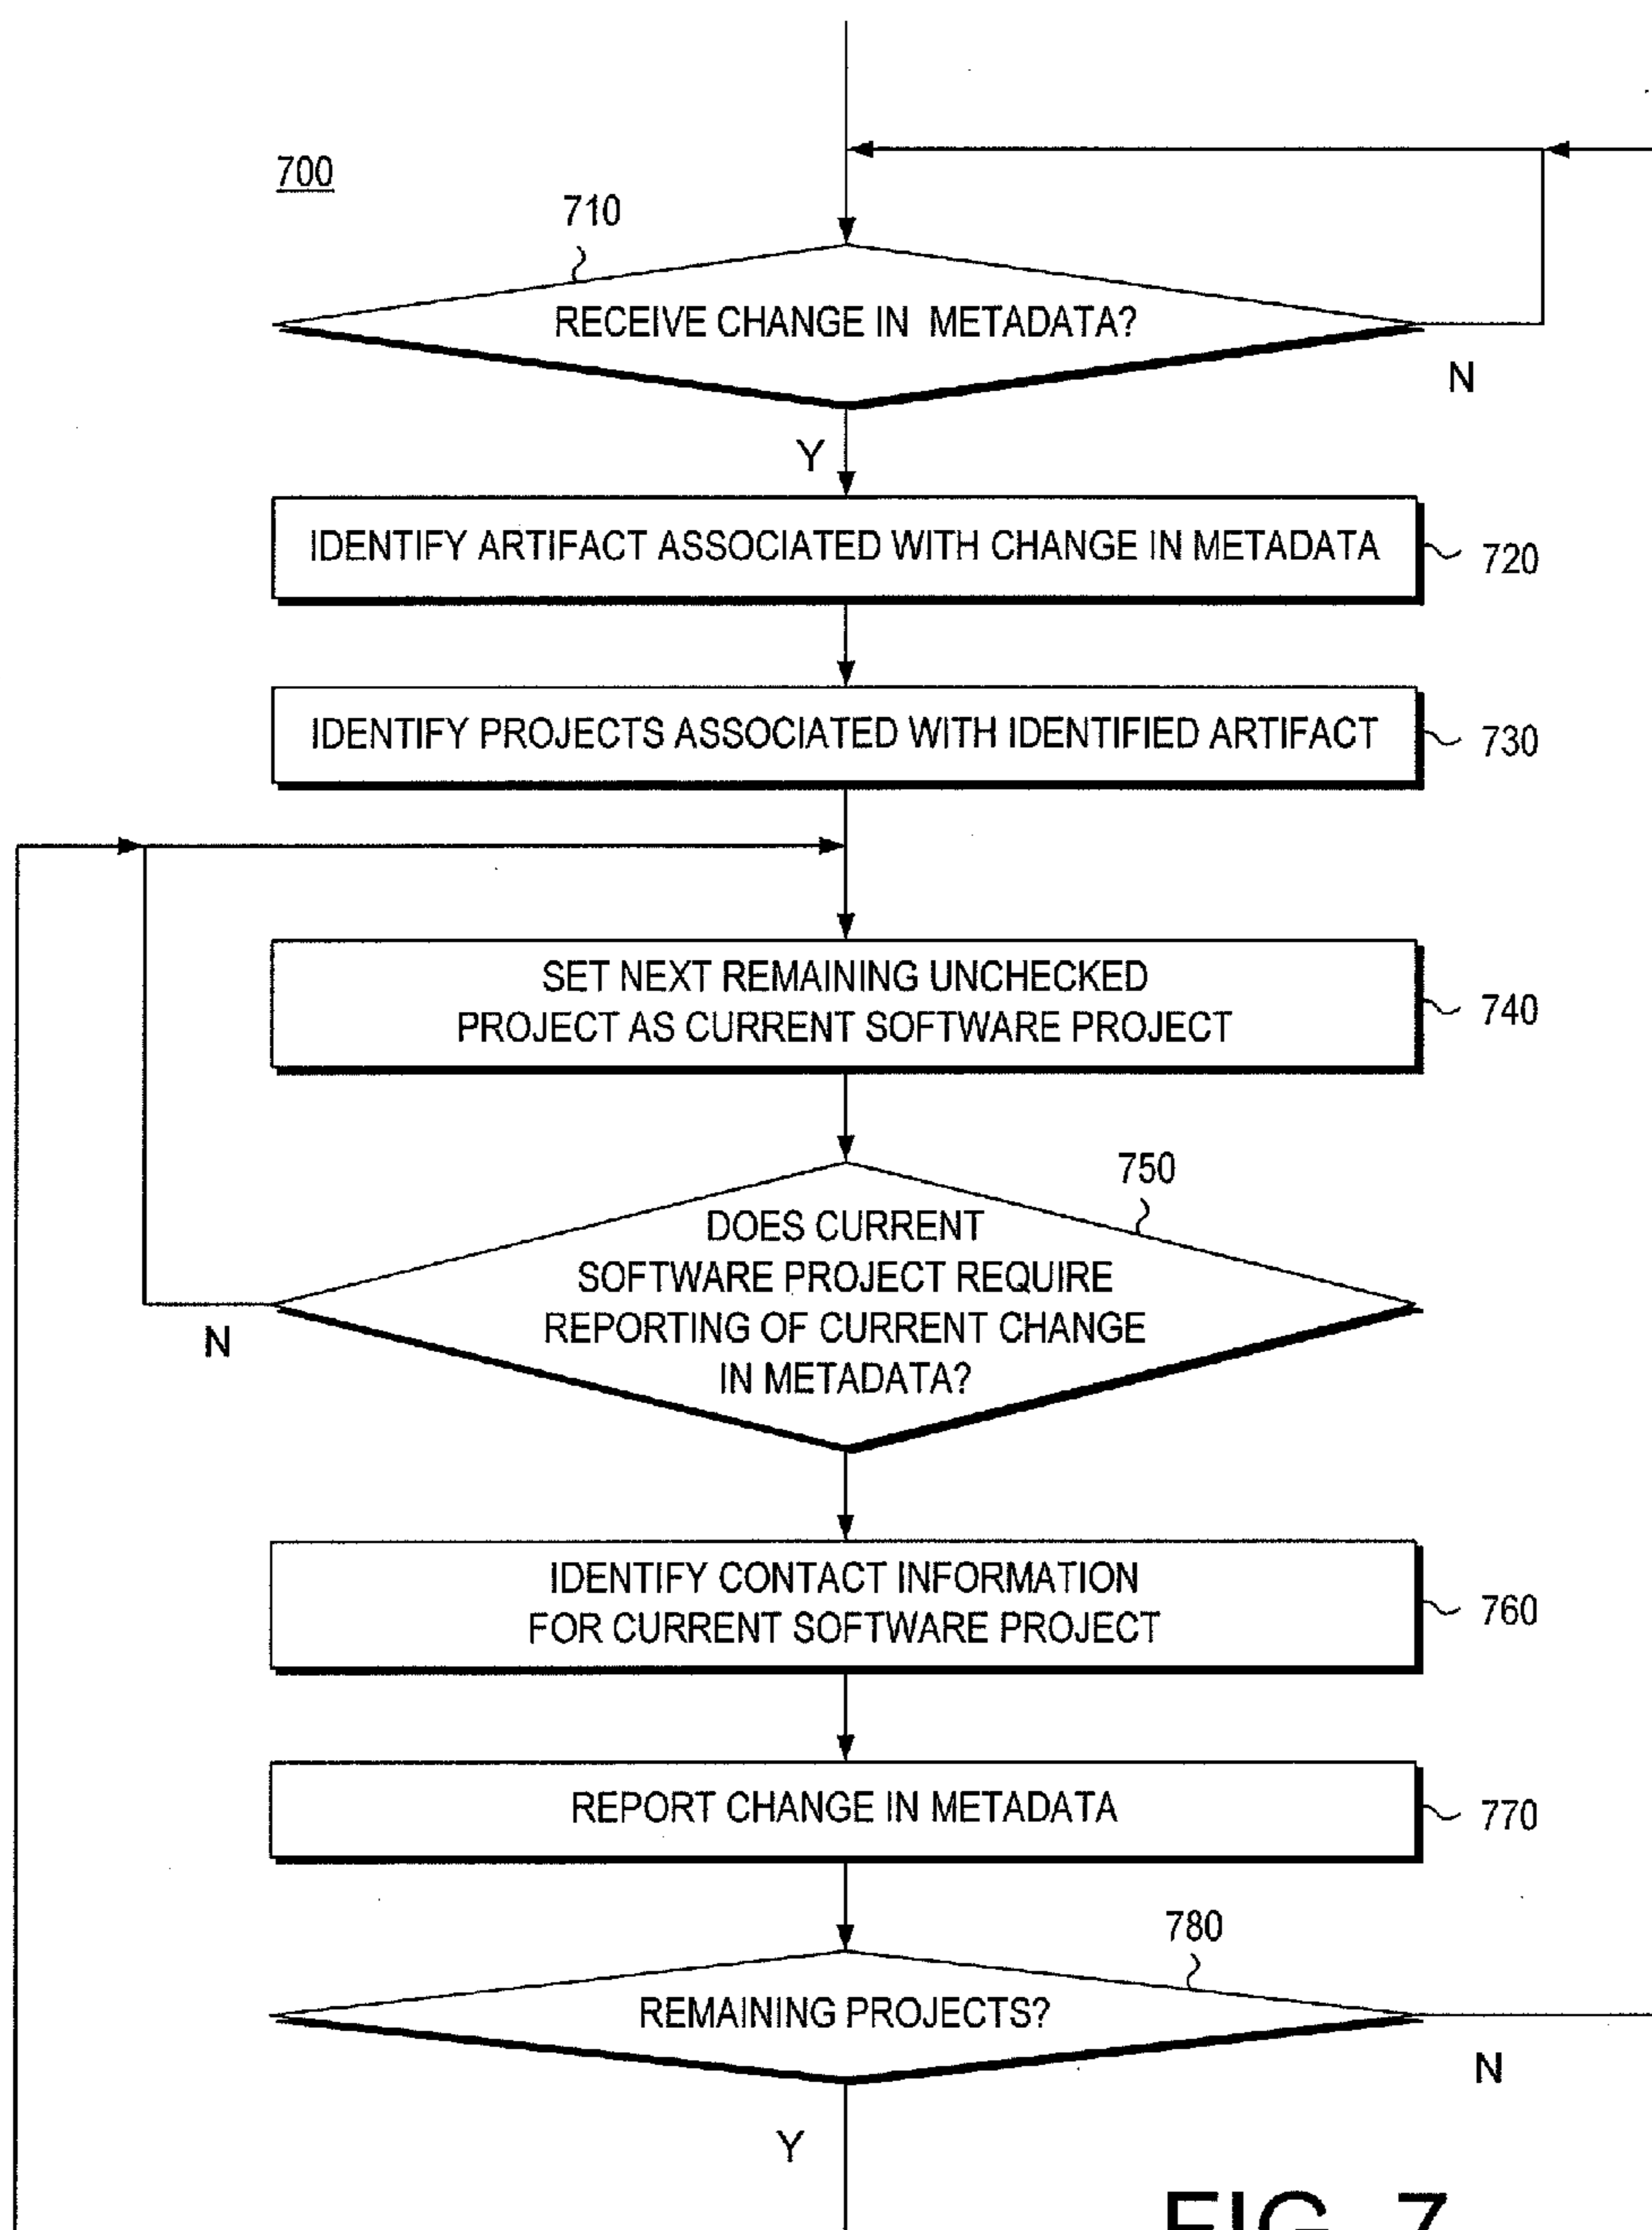 700
710
RECEIVE CHANGE IN METADATA?
N
Y
IDENTIFY ARTIFACT ASSOCIATED WITH CHANGE IN METADATA
720
IDENTIFY PROJECTS ASSOCIATED WITH IDENTIFIED ARTIFACT
730
SET NEXT REMAINING UNCHECKED
PROJECT AS CURRENT SOFTWARE PROJECT
740
750
DOES CURRENT
SOFTWARE PROJECT REQUIRE
REPORTING OF CURRENT CHANGE
IN METADATA?
N
IDENTIFY CONTACT INFORMATION
FOR CURRENT SOFTWARE PROJECT
760
REPORT CHANGE IN METADATA
770
780
REMAINING PROJECTS?
N
Y
FIG. 7